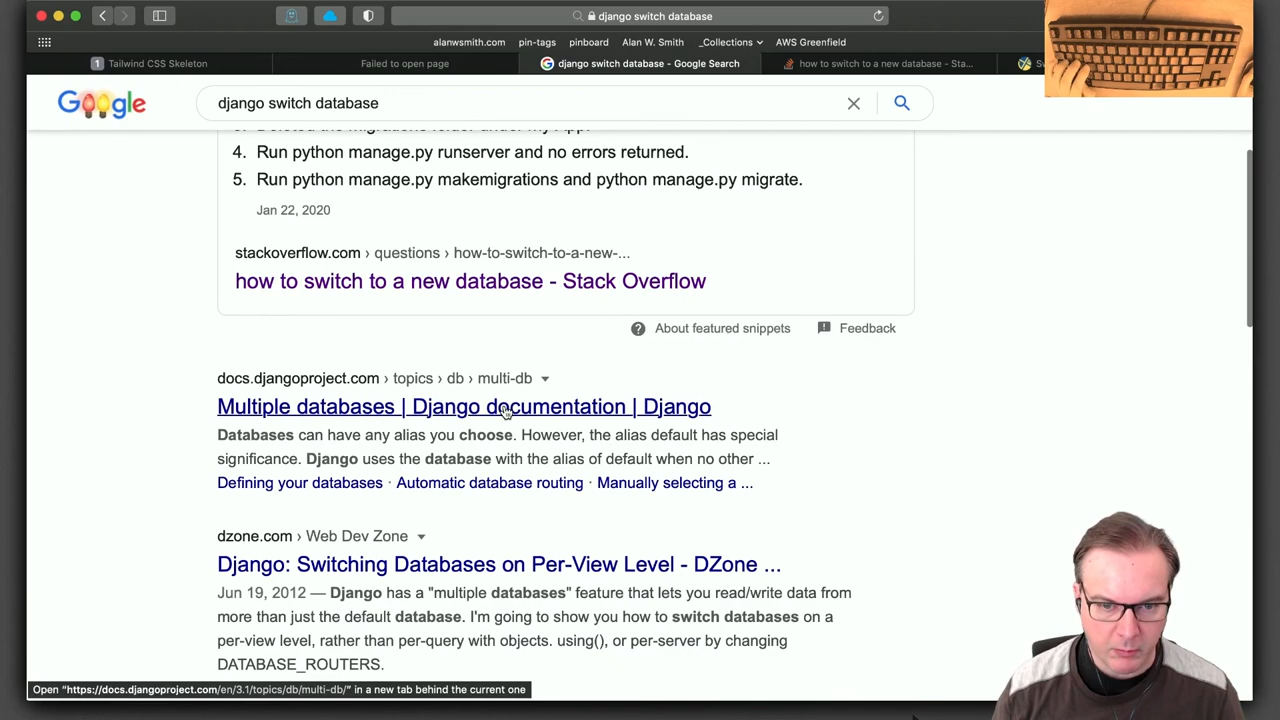 django switch database
alanwsmith.com pin-tags pinboard Alan W. Smith _Collections AWS Greenfield
1 Tailwind CSS Skeleton Failed to open page django switch database - Google Search how to switch to a new database - Sta...
Google django switch database
4. Run python manage.py runserver and no errors returned.
5. Run python manage.py makemigrations and python manage.py migrate.
Jan 22, 2020
stackoverflow.com › questions › how-to-switch-to-a-new-...
how to switch to a new database - Stack Overflow
About featured snippets Feedback
docs.djangoproject.com › topics › db › multi-db
Multiple databases | Django documentation | Django
Databases can have any alias you choose. However, the alias default has special
significance. Django uses the database with the alias of default when no other ...
Defining your databases · Automatic database routing · Manually selecting a ...
dzone.com › Web Dev Zone
Django: Switching Databases on Per-View Level - DZone ...
Jun 19, 2012 — Django has a "multiple databases" feature that lets you read/write data from
more than just the default database. I'm going to show you how to switch databases on a
per-view level, rather than per-query with objects. using(), or per-server by changing
DATABASE_ROUTERS.
Open "https://docs.djangoproject.com/en/3.1/topics/db/multi-db/" in a new tab behind the current one